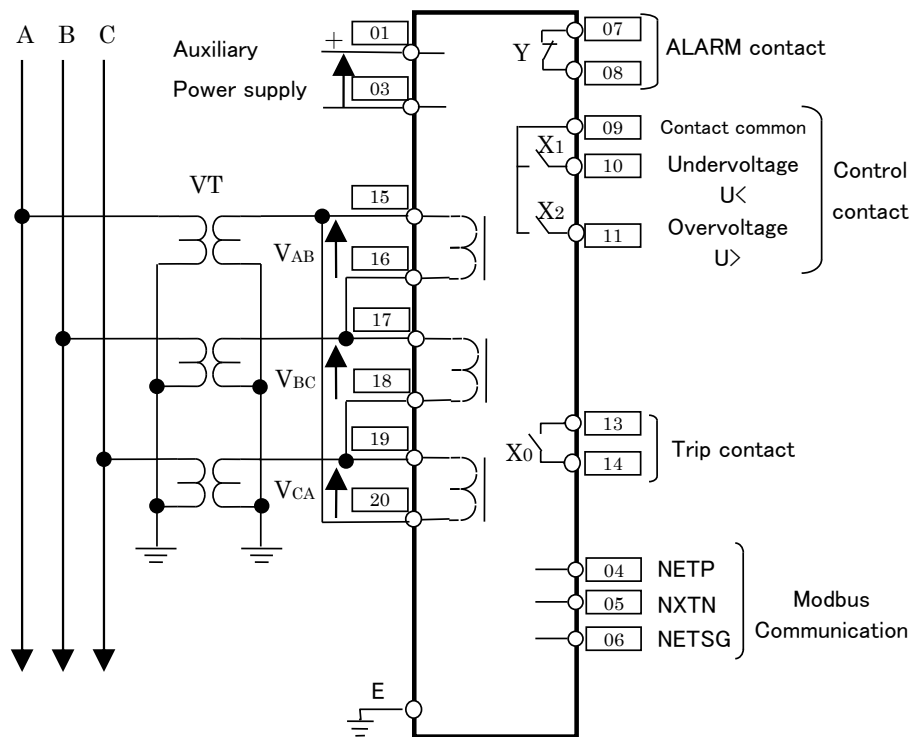 A B C
Auxiliary
Power supply
+
01
03
VT
15
16
VAB
17
18
VBC
19
20
VCA
E
Y
07
08
ALARM contact
09 Contact common
X1
10 Undervoltage
U<
X2
11 Overvoltage
U>
Control
contact
X0
13
14
Trip contact
04 NETP
05 NXTN
06 NETSG
Modbus
Communication